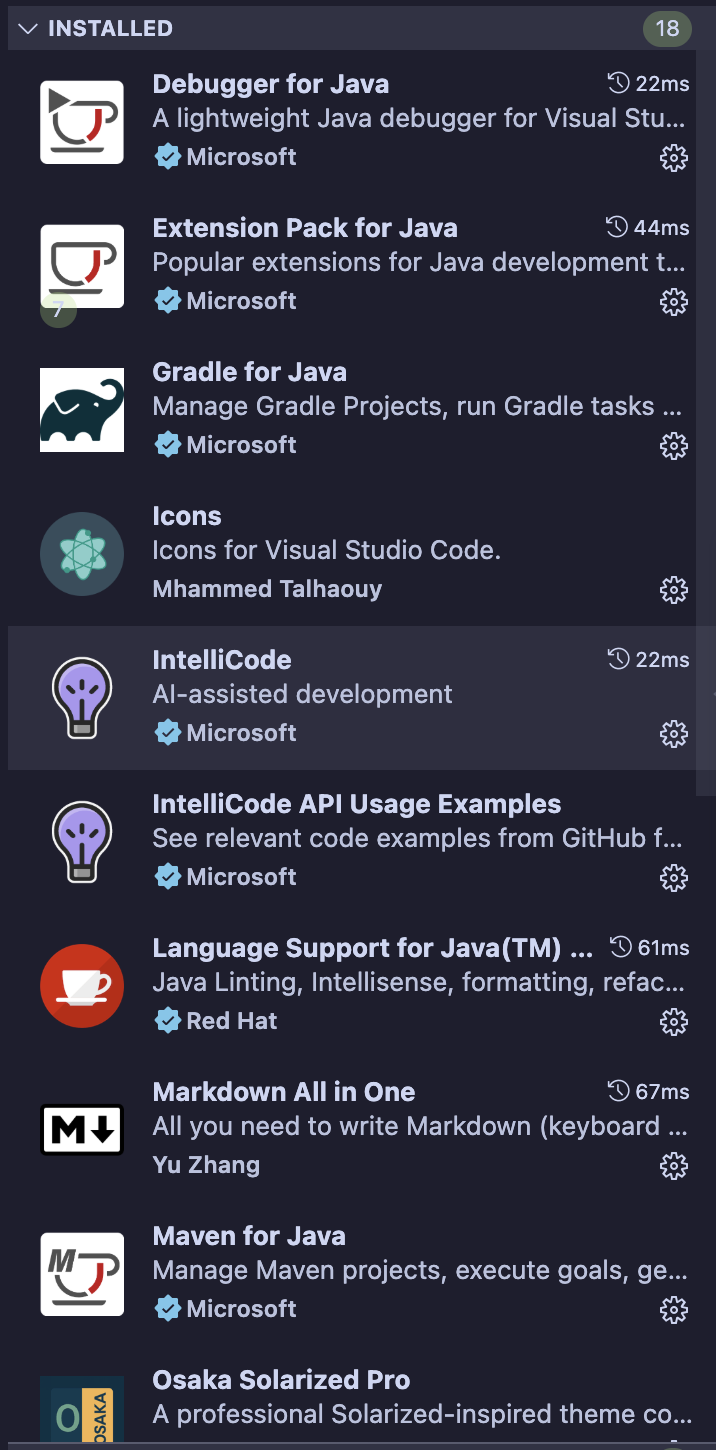 INSTALLED 18
Debugger for Java 22ms
A lightweight Java debugger for Visual Stu...
Microsoft
Extension Pack for Java 44ms
Popular extensions for Java development t...
7 Microsoft
Gradle for Java
Manage Gradle Projects, run Gradle tasks ...
Microsoft
Icons
Icons for Visual Studio Code.
Mhammed Talhaouy
IntelliCode 22ms
AI-assisted development
Microsoft
IntelliCode API Usage Examples
See relevant code examples from GitHub f...
Microsoft
Language Support for Java(TM) ... 61ms
Java Linting, Intellisense, formatting, refac...
Red Hat
Markdown All in One 67ms
M All you need to write Markdown (keyboard ...
Yu Zhang
Maven for Java
M Manage Maven projects, execute goals, ge...
Microsoft
Osaka Solarized Pro
O OSAKA A professional Solarized-inspired theme co...